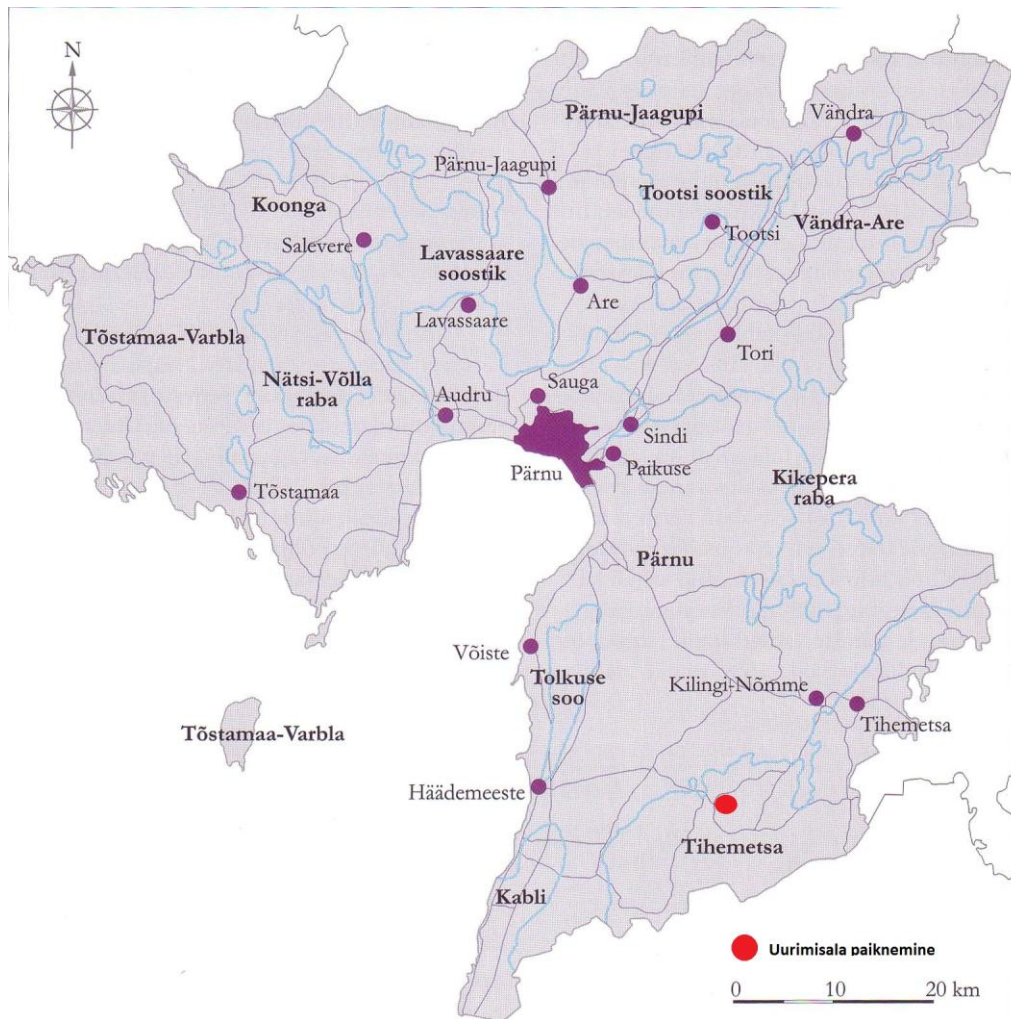 N
Pärnu-Jaagupi
Vändra
Pärnu-Jaagupi
Tootsi soostik
Koonga
Vändra-Are
Tootsi
Salevere
Lavassaare
soostik
Are
Lavassaare
Tõstamaa-Varbla
Tori
Nätsi-Võlla
raba
Sauga
Audru
Sindi
Pärnu
Paikuse
Kikepera
raba
Tõstamaa
Pärnu
Võiste
Tolkuse
soo
Kilingi-Nõmme
Tihemetsa
Tõstamaa-Varbla
Häädemeeste
Tihemetsa
Kabli
Uurimisala paiknemine
0 10 20 km